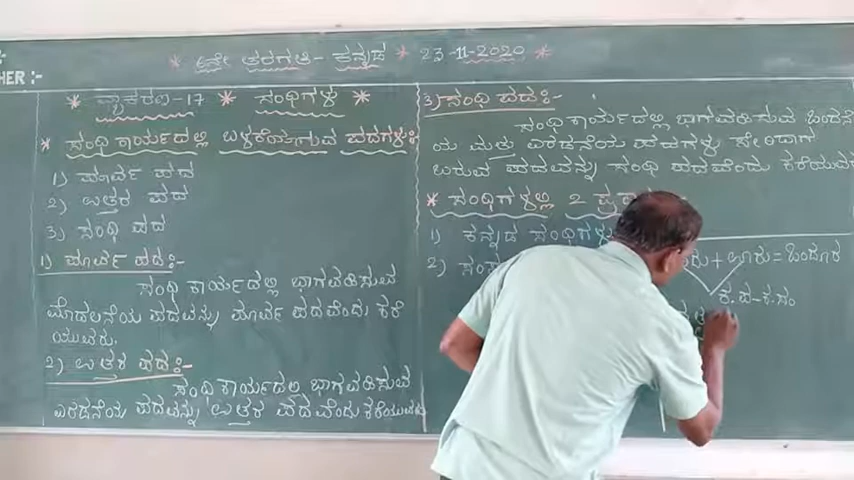 HER :-
* 6ನೇ ತರಗತಿ - ಕನ್ನಡ * 23-11-2020 *
* ವ್ಯಾಕರಣ-17 * ಸಂಧಿಗಳು *
* ಸಂಧಿ ಕಾರ್ಯದಲ್ಲಿ ಬಳಕೆಯಾಗುವ ಪದಗಳು:
1) ಪೂರ್ವ ಪದ
2) ಉತ್ತರ ಪದ
3) ಸಂಧಿ ಪದ
1) ಪೂರ್ವ ಪದ:-
ಸಂಧಿ ಕಾರ್ಯದಲ್ಲಿ ಭಾಗವಹಿಸುವ
ಮೊದಲನೆಯ ಪದವನ್ನು ಪೂರ್ವ ಪದವೆಂದು ಕರೆ
ಯುವರು.
2) ಉತ್ತರ ಪದ:-
ಸಂಧಿ ಕಾರ್ಯದಲ್ಲಿ ಭಾಗವಹಿಸುವ
ಎರಡನೆಯ ಪದವನ್ನು ಉತ್ತರ ಪದವೆಂದು ಕರೆಯುವರು
3) ಸಂಧಿ ಪದ:-
ಸಂಧಿ ಕಾರ್ಯದಲ್ಲಿ ಭಾಗವಹಿಸುವ ಒಂದನೆ
ಯ ಮತ್ತು ಎರಡನೆಯ ಪದಗಳು ಸೇರಿದಾಗ
ಬರುವ ಪದವನ್ನು ಸಂಧಿ ಪದವೆಂದು ಕರೆಯುವರು
* ಸಂಧಿಗಳಲ್ಲಿ 2
1) ಕನ್ನಡ ಸಂಧಿಗಳು
2)
+ ಊರು = ಒಂದೂರ
ಕ.ಪ-ಕ.ಸಂ